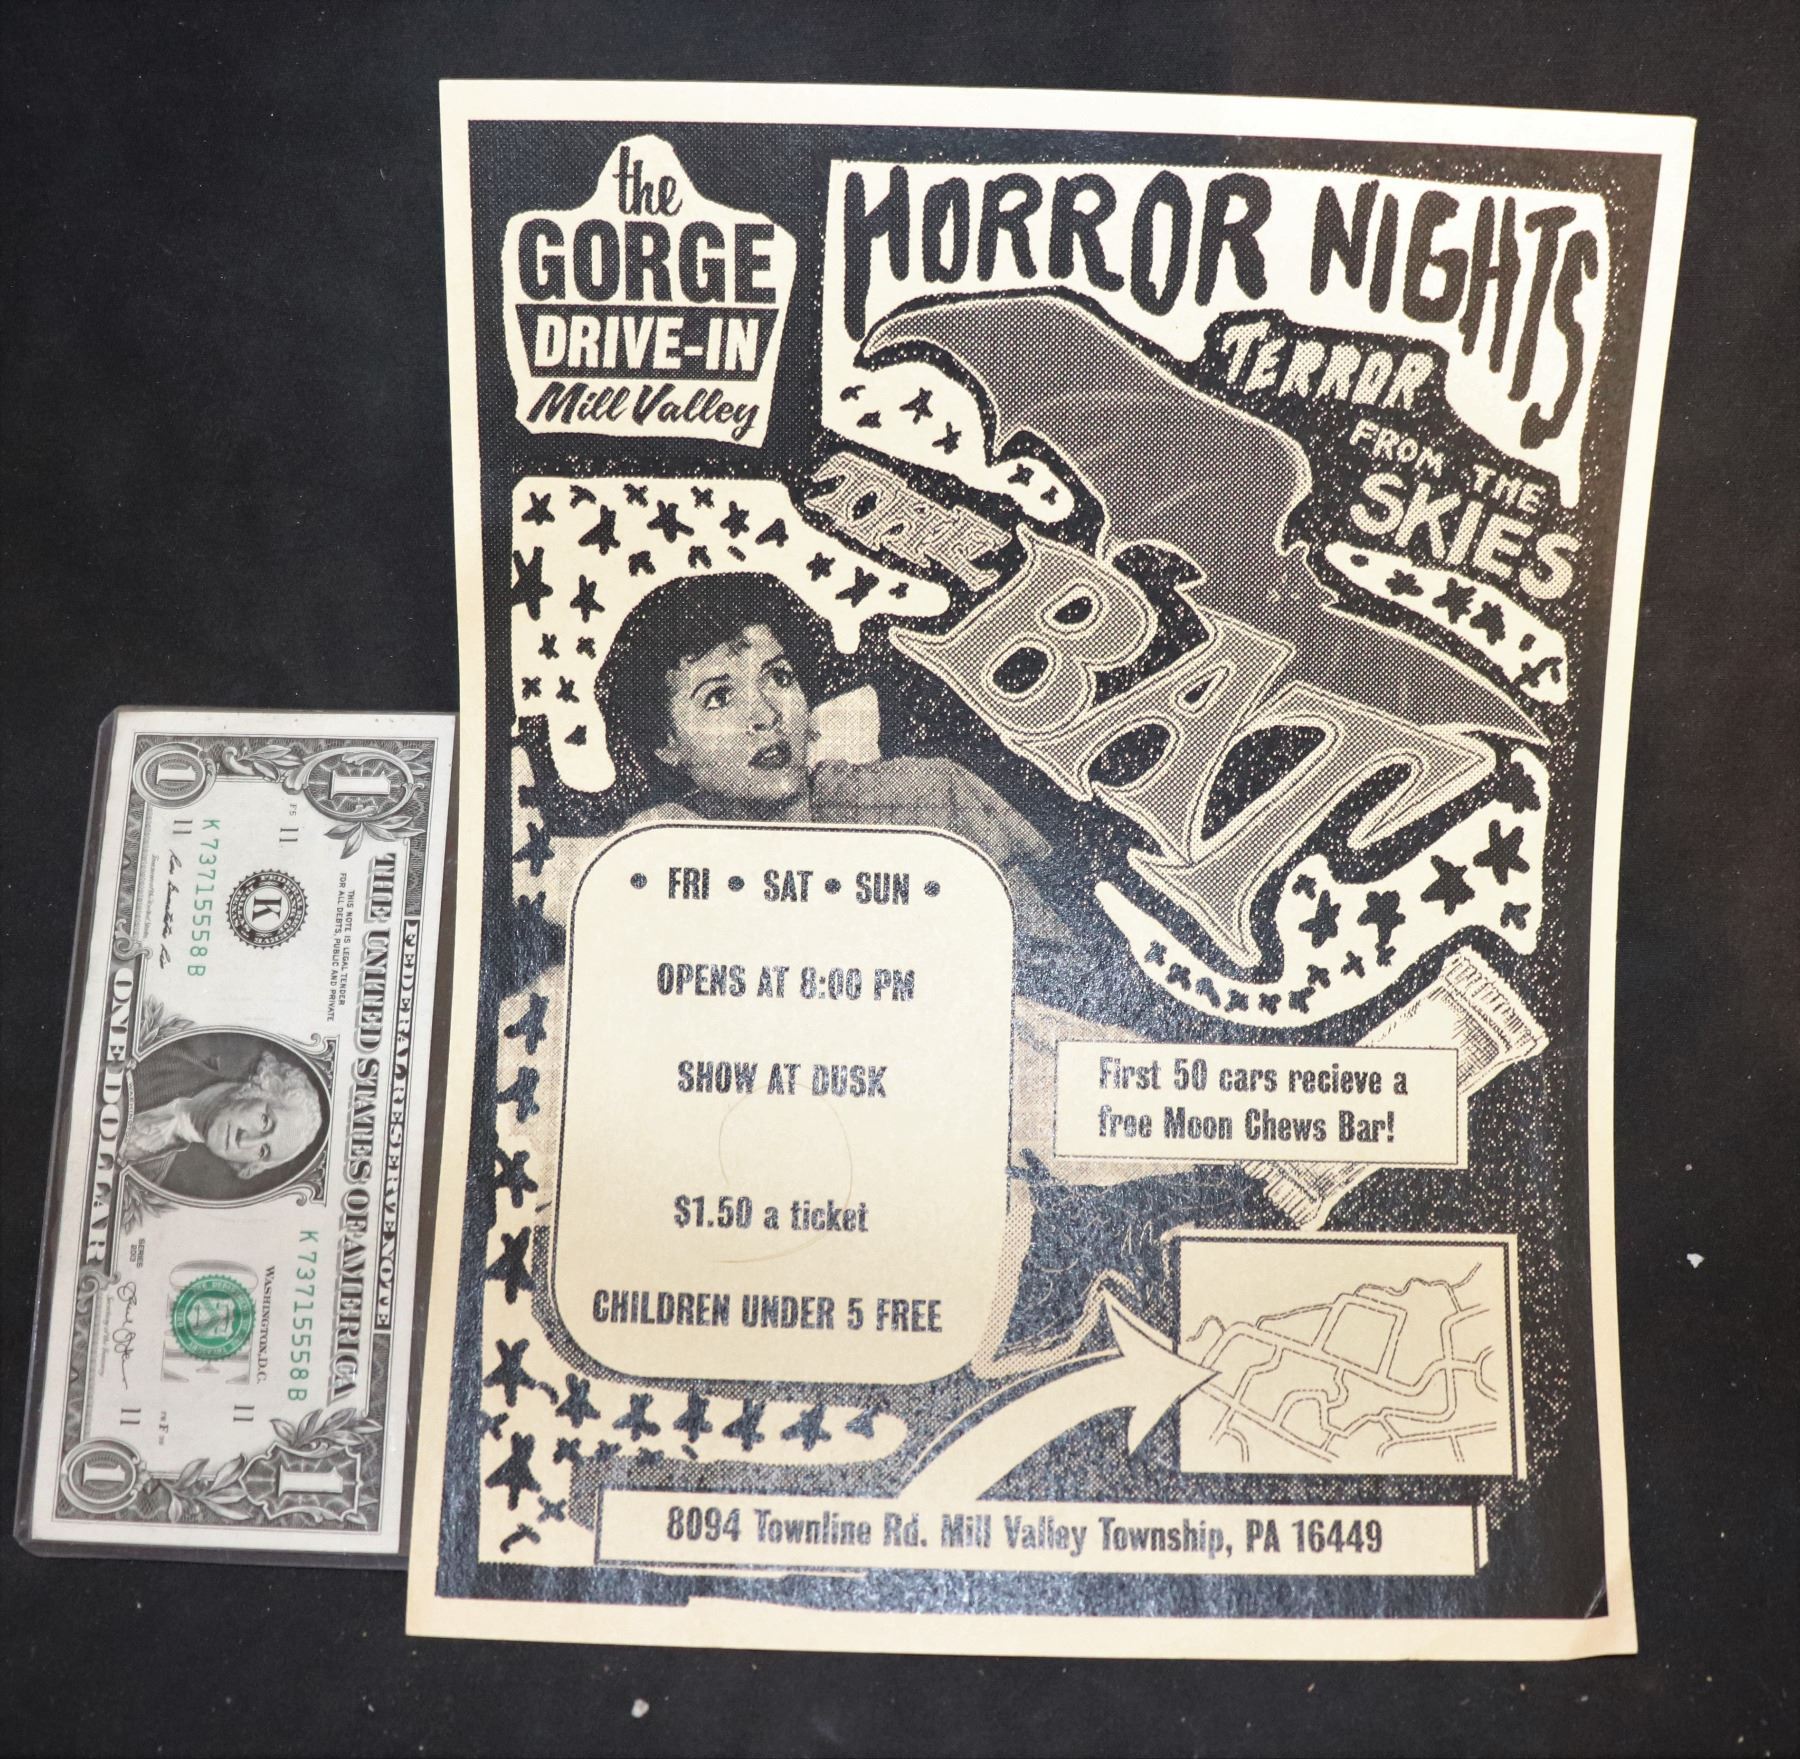 the
GORGE
DRIVE-IN
Mill Valley
HORROR NIGHTS
TERROR
FROM THE
SKIES
THE
BAT
• FRI • SAT • SUN •
OPENS AT 8:00 PM
SHOW AT DUSK
$1.50 a ticket
CHILDREN UNDER 5 FREE
First 50 cars recieve a
free Moon Chews Bar!
8094 Townline Rd. Mill Valley Township, PA 16449
FEDERAL RESERVE NOTE
THE UNITED STATES OF AMERICA
THIS NOTE IS LEGAL TENDER
FOR ALL DEBTS, PUBLIC AND PRIVATE
K 73715558 B
11
K
11
WASHINGTON, D.C.
K 73715558 B
11
11
ONE DOLLAR
1
1
1
1